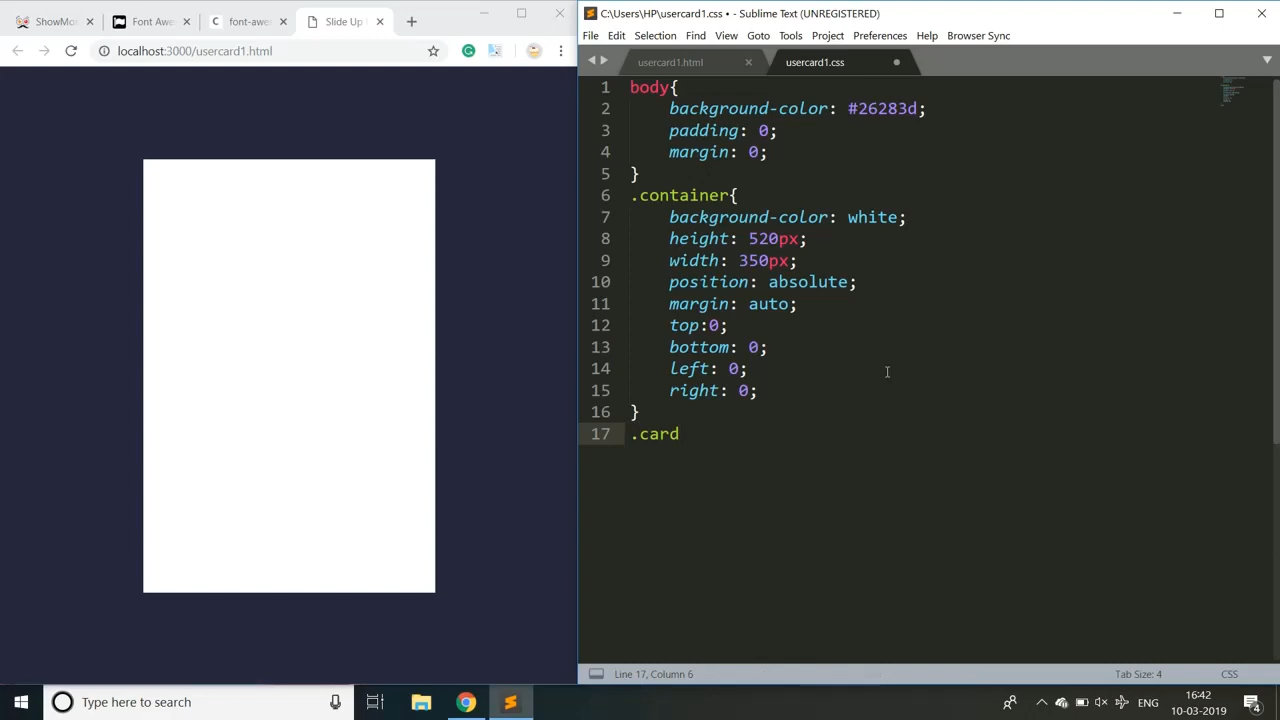 ShowMo
Font Awe
font-awe
Slide Up
localhost:3000/usercard1.html
C:\Users\HP\usercard1.css • - Sublime Text (UNREGISTERED)
File Edit Selection Find View Goto Tools Project Preferences Help Browser Sync
usercard1.html
usercard1.css
1 body{
2 background-color: #26283d;
3 padding: 0;
4 margin: 0;
5 }
6 .container{
7 background-color: white;
8 height: 520px;
9 width: 350px;
10 position: absolute;
11 margin: auto;
12 top:0;
13 bottom: 0;
14 left: 0;
15 right: 0;
16 }
17 .card
Line 17, Column 6
Tab Size: 4
CSS
Type here to search
ENG
16:42
10-03-2019
4